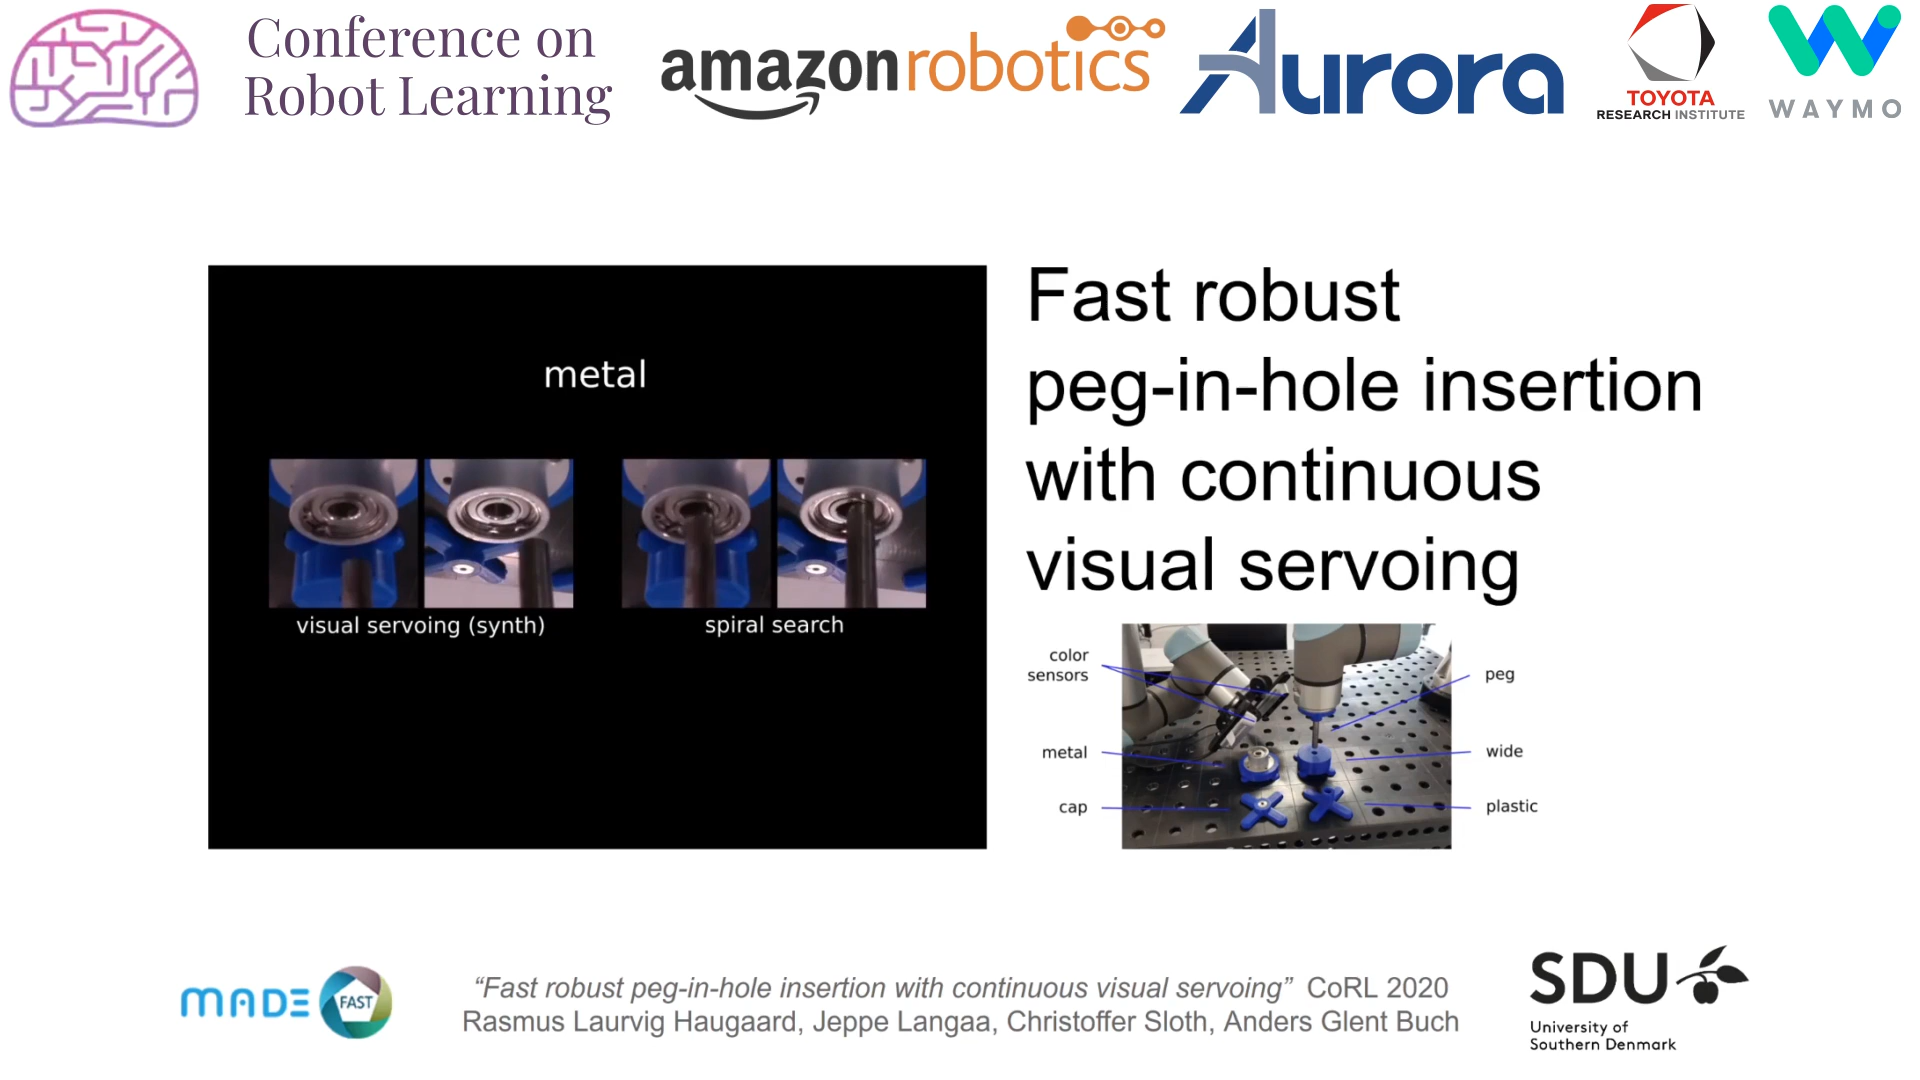 Conference on
Robot Learning
amazon robotics
Aurora
TOYOTA
RESEARCH INSTITUTE
WAYMO
metal
visual servoing (synth)
spiral search
Fast robust
peg-in-hole insertion
with continuous
visual servoing
color
sensors
peg
metal
wide
cap
plastic
MADE
FAST
“Fast robust peg-in-hole insertion with continuous visual servoing” CoRL 2020
Rasmus Laurvig Haugaard, Jeppe Langaa, Christoffer Sloth, Anders Glent Buch
SDU
University of
Southern Denmark